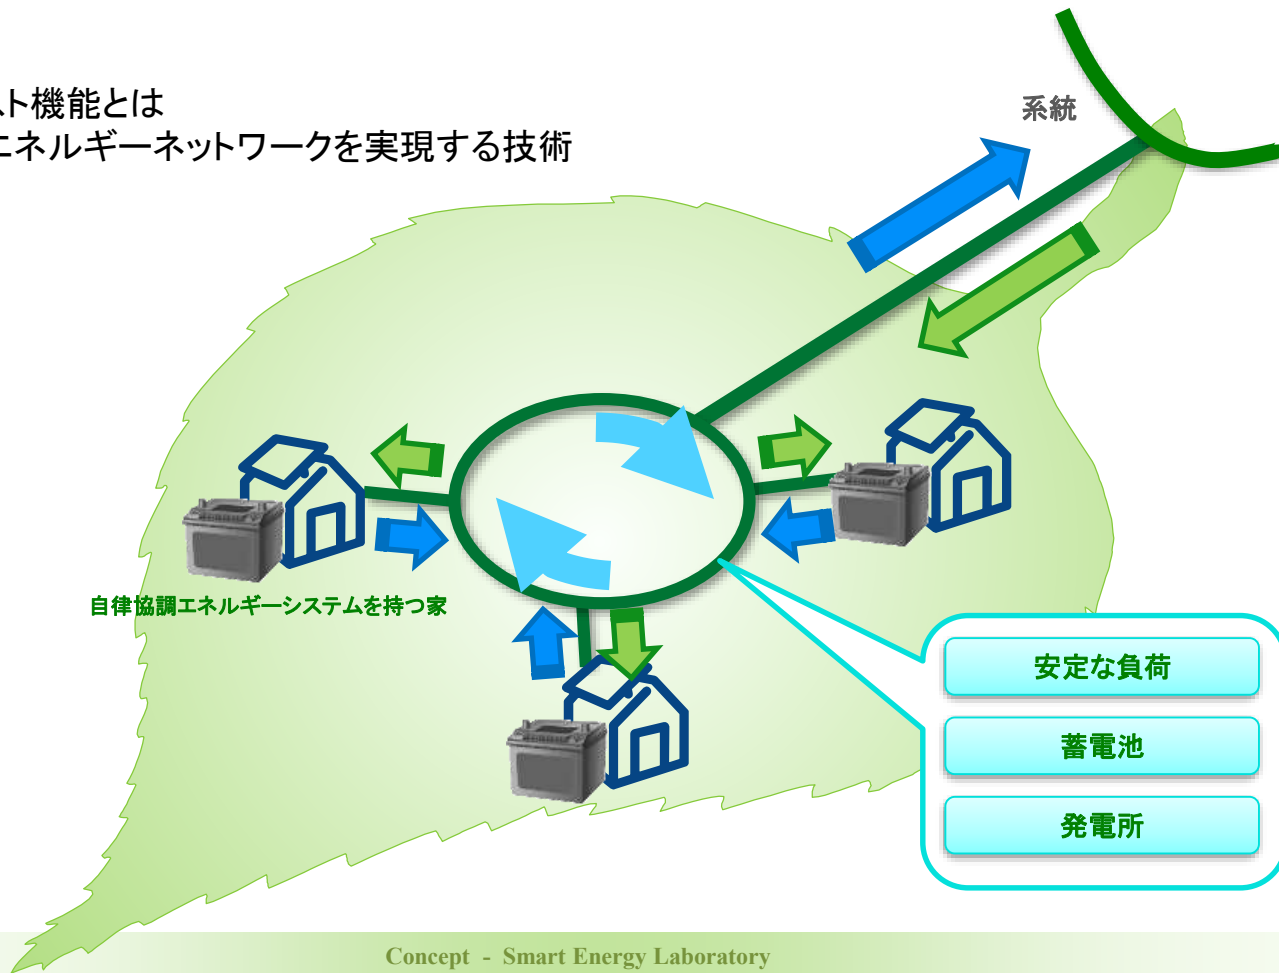 スト機能とは
エネルギーネットワークを実現する技術
系統
自律協調エネルギーシステムを持つ家
安定な負荷
蓄電池
発電所
Concept - Smart Energy Laboratory